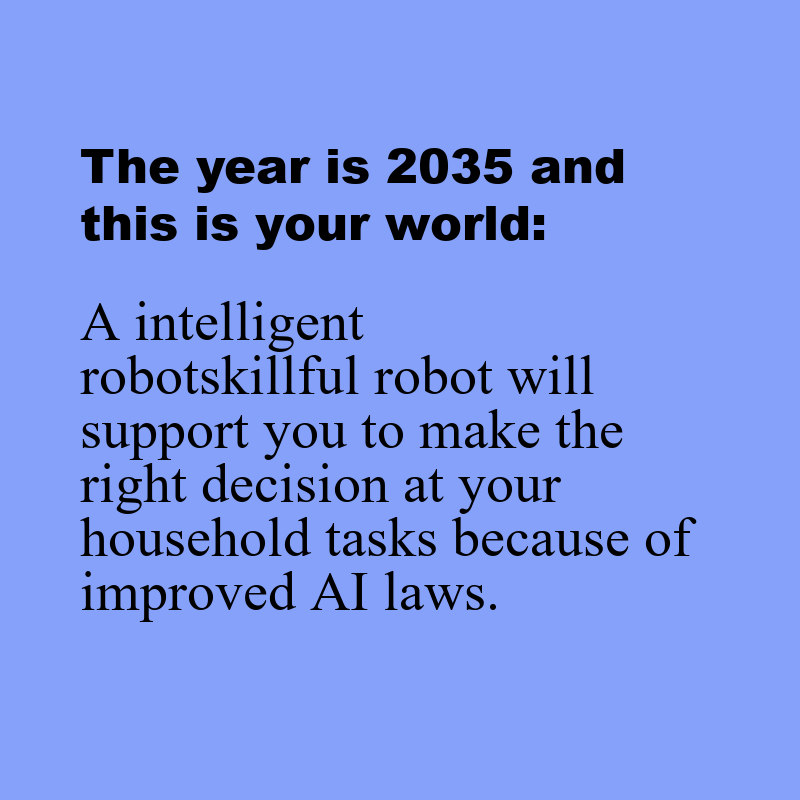 The year is 2035 and
this is your world:
A intelligent
robotskillful robot will
support you to make the
right decision at your
household tasks because of
improved AI laws.